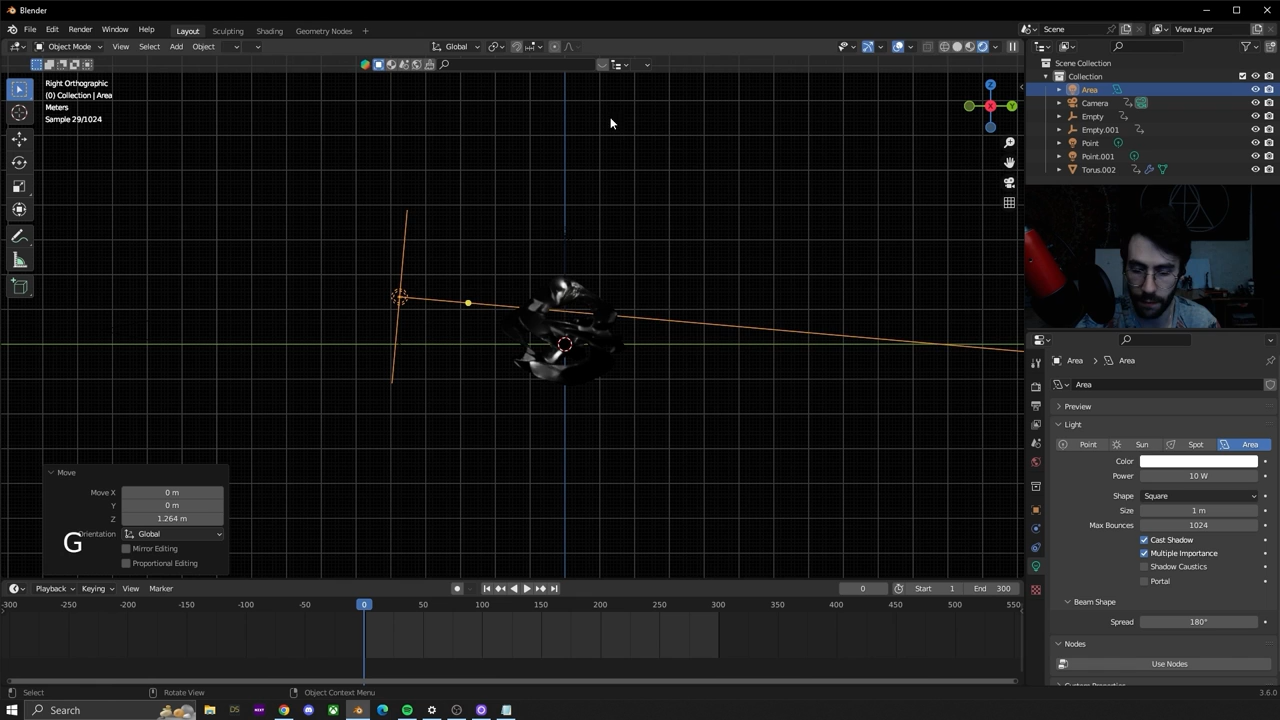 Blender
File Edit Render Window Help Layout Shading Geometry Nodes + Scene View Layer
Object Mode View Select Add Object Global
Right Orthographic
(0) Collection | Area
Meters
Sample 29/1024
Z
X
Y
Scene Collection
Collection
Area
Camera
Empty
Empty.001
Point
Point.001
Torus.002
Area > Area
Area
Preview
Light
Point Sun Spot Area
Color
Power 10 W
Shape Square
Size 1 m
Max Bounces 1024
Cast Shadow
Multiple Importance
Shadow Caustics
Portal
Beam Shape
Spread 180°
Nodes
Use Nodes
Move
Move X 0 m
Y 0 m
Z 1.264 m
Orientation Global
Mirror Editing
Proportional Editing
G
Playback Keying View Marker 0 Start 1 End 300
-300 -250 -200 -150 -100 -50 0 50 100 150 200 250 300 350 400 450 500 550
Select Rotate View Object Context Menu 3.6.0
Search